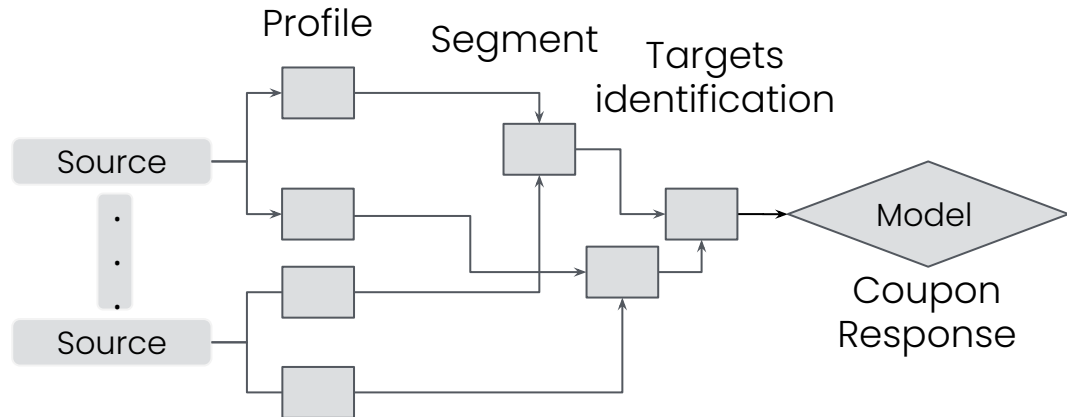 Profile
Segment
Targets
identification
Source
Model
Source
Coupon
Response